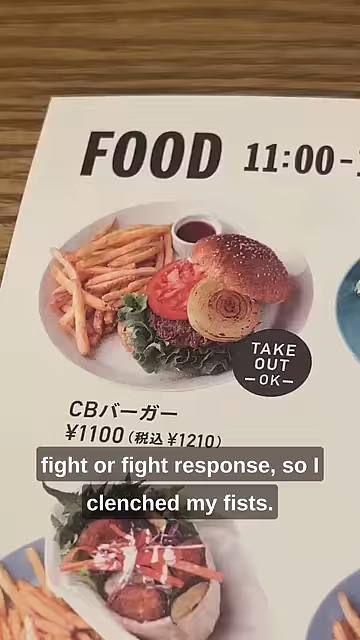 FOOD 11:00-
TAKE
OUT
-OK-
CBバーガー
¥1100 (税込 ¥1210)
fight or fight response, so I
clenched my fists.